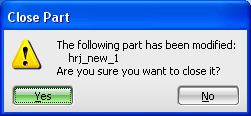 Close Part
The following part has been modified:
hrj_new_1
Are you sure you want to close it?
Yes
No